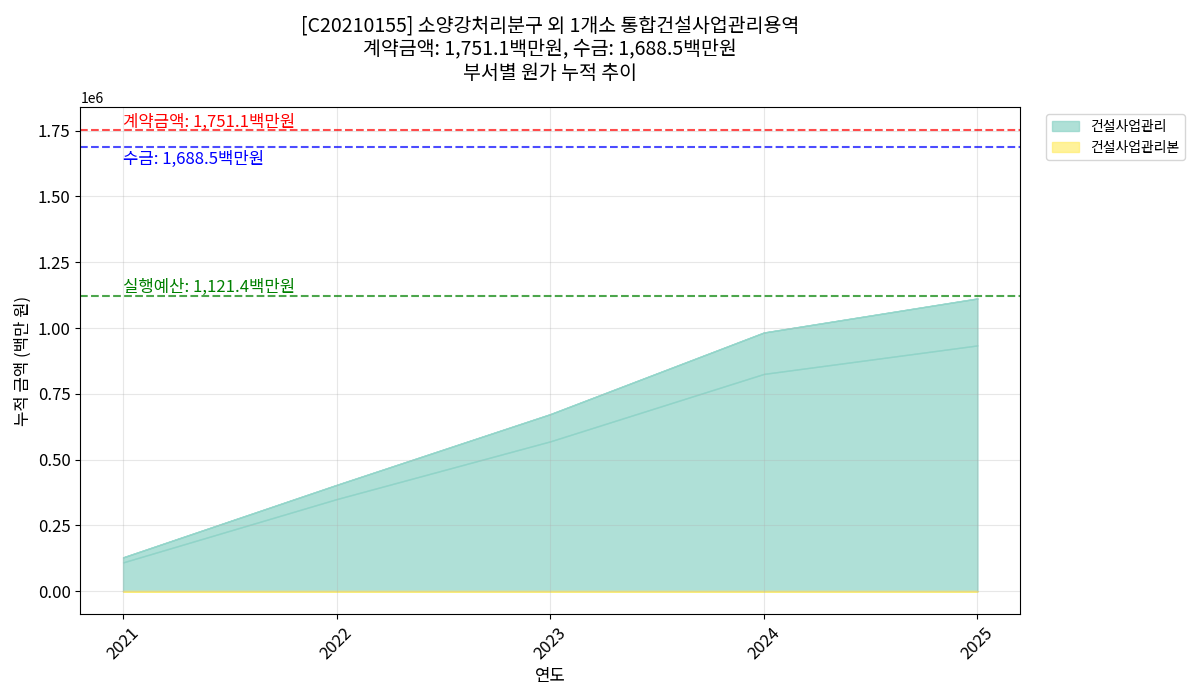 [C20210155] 소양강처리분구 외 1개소 통합건설사업관리용역
계약금액: 1,751.1백만원, 수금: 1,688.5백만원
부서별 원가 누적 추이
1e6
계약금액: 1,751.1백만원
수금: 1,688.5백만원
실행예산: 1,121.4백만원
건설사업관리
건설사업관리본
누적 금액 (백만 원)
1.75
1.50
1.25
1.00
0.75
0.50
0.25
0.00
2021
2022
2023
2024
2025
연도